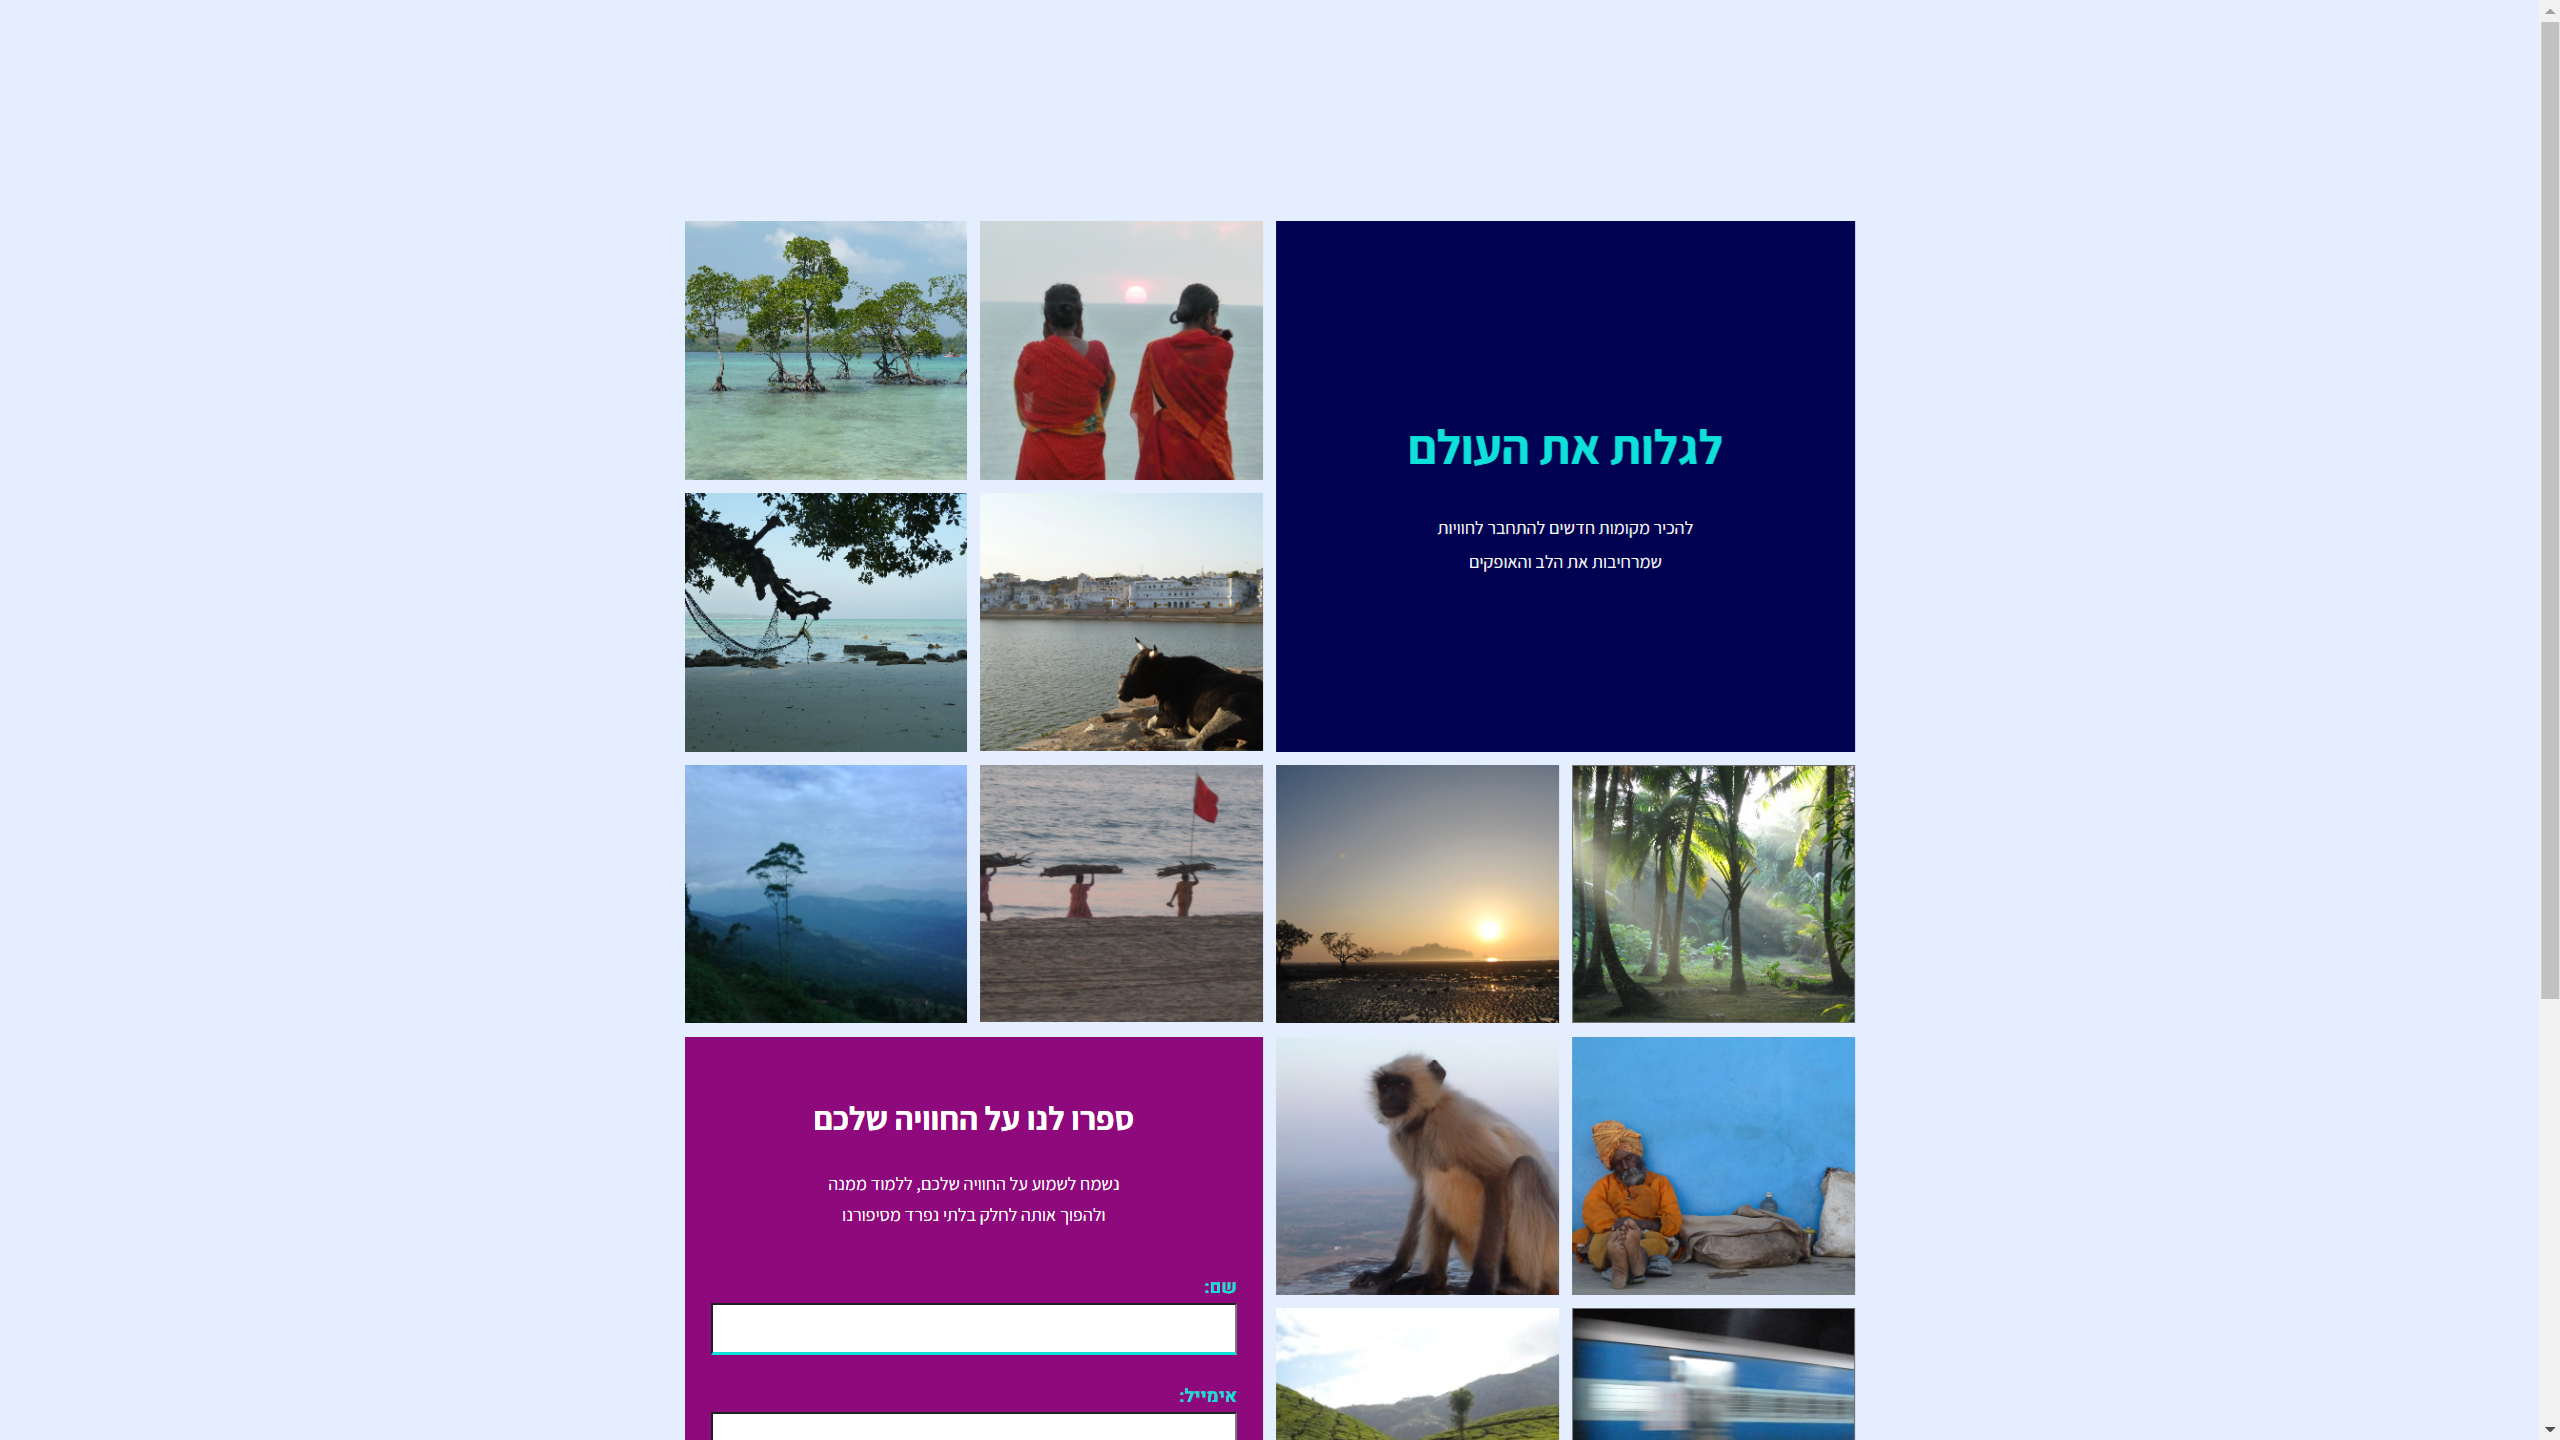 לגלות את העולם
להכיר מקומות חדשים להתחבר לחוויות
שמרחיבות את הלב והאופקים
ספרו לנו על החוויה שלכם
נשמח לשמוע על החוויה שלכם, ללמוד ממנה
ולהפוך אותה לחלק בלתי נפרד מסיפורנו
שם:
אימייל: